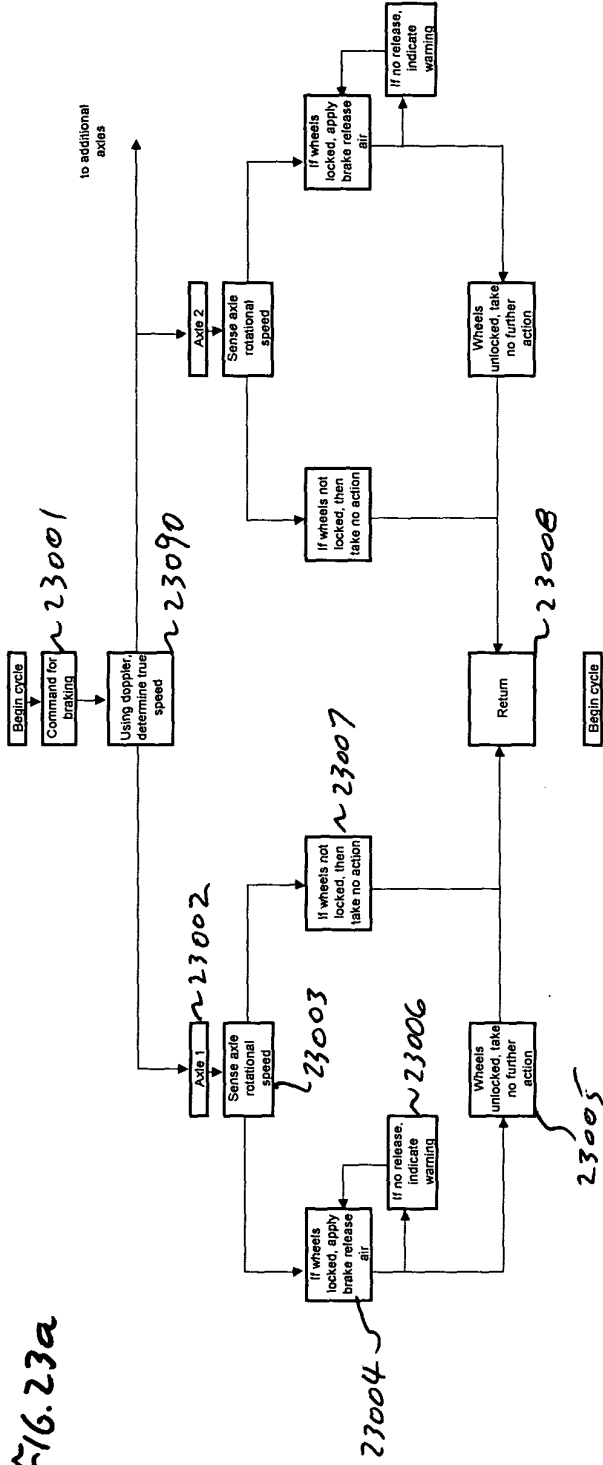 Fig. 23a
Begin cycle
Command for
braking
~23001
Using doppler,
determine true
speed
~23090
to additional
axles
Axle 1
~23002
Sense axle
rotational
speed
23003
If wheels
locked, apply
brake release
air
23004
If no release,
indicate
warning
~23006
If wheels not
locked, then
take no action
~23007
Wheels
unlocked, take
no further
action
23005
Axle 2
Sense axle
rotational
speed
If wheels not
locked, then
take no action
If wheels
locked, apply
brake release
air
If no release,
indicate
warning
Wheels
unlocked, take
no further
action
Return
~23008
Begin cycle